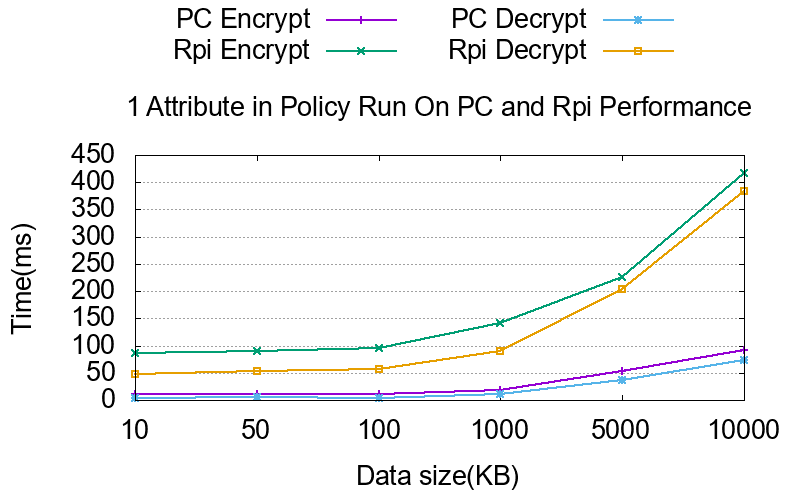 PC Encrypt PC Decrypt
Rpi Encrypt Rpi Decrypt
1 Attribute in Policy Run On PC and Rpi Performance
450
400
350
300
250
200
150
100
50
0
Time(ms)
10 50 100 1000 5000 10000
Data size(KB)